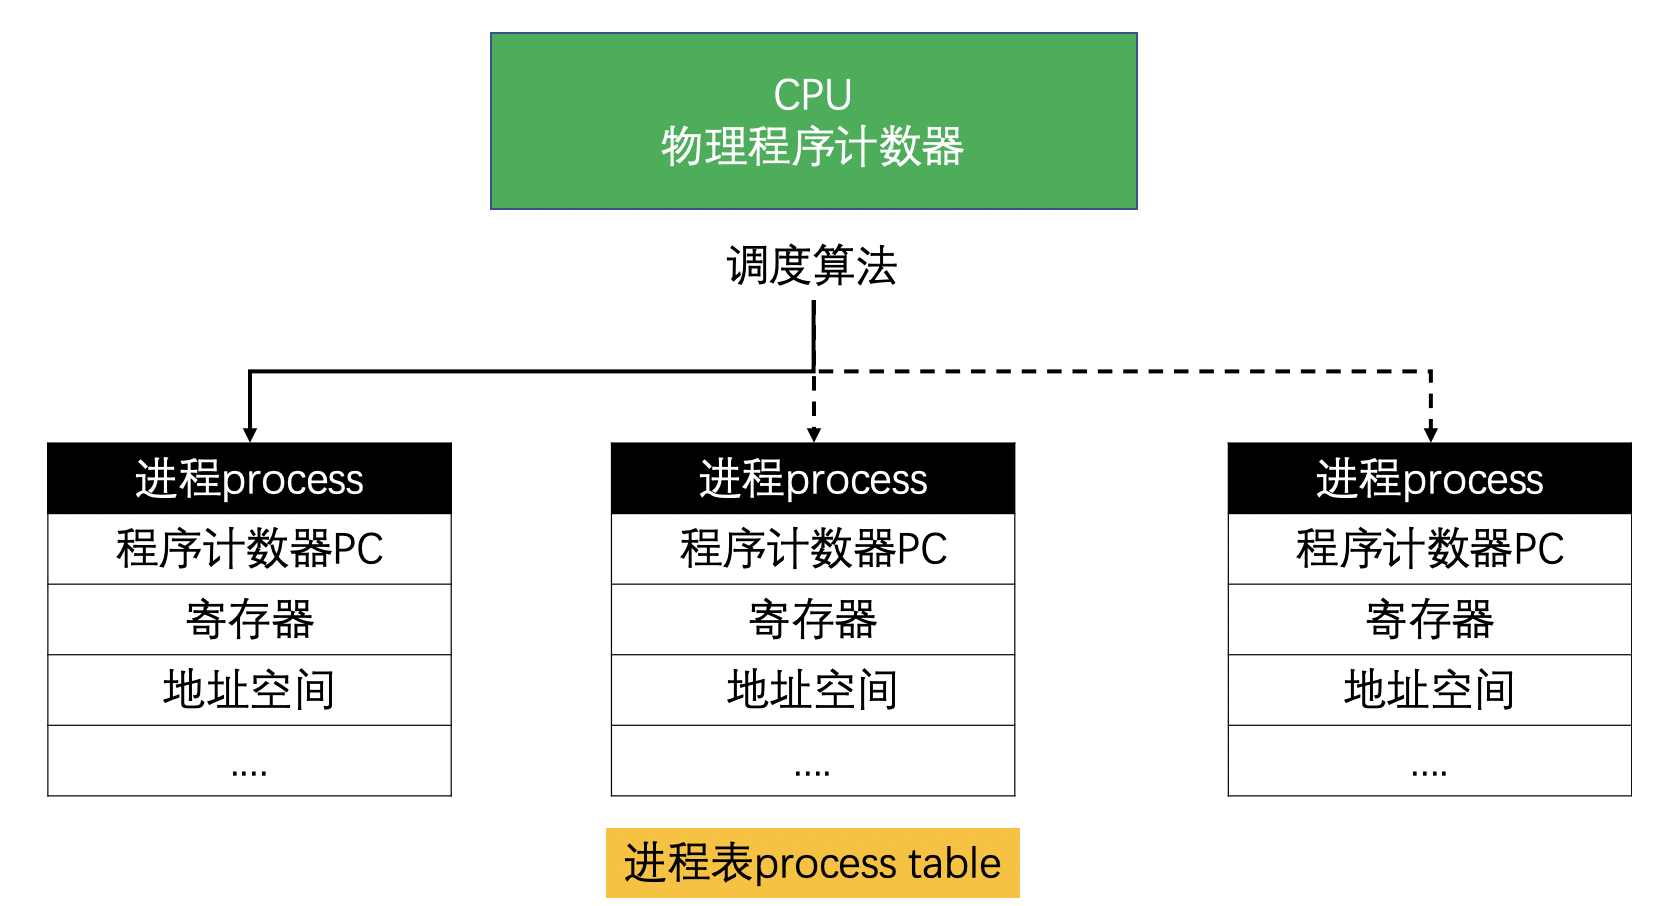 CPU
物理程序计数器
调度算法
进程process
程序计数器PC
寄存器
地址空间
....
进程process
程序计数器PC
寄存器
地址空间
....
进程process
程序计数器PC
寄存器
地址空间
....
进程表process table